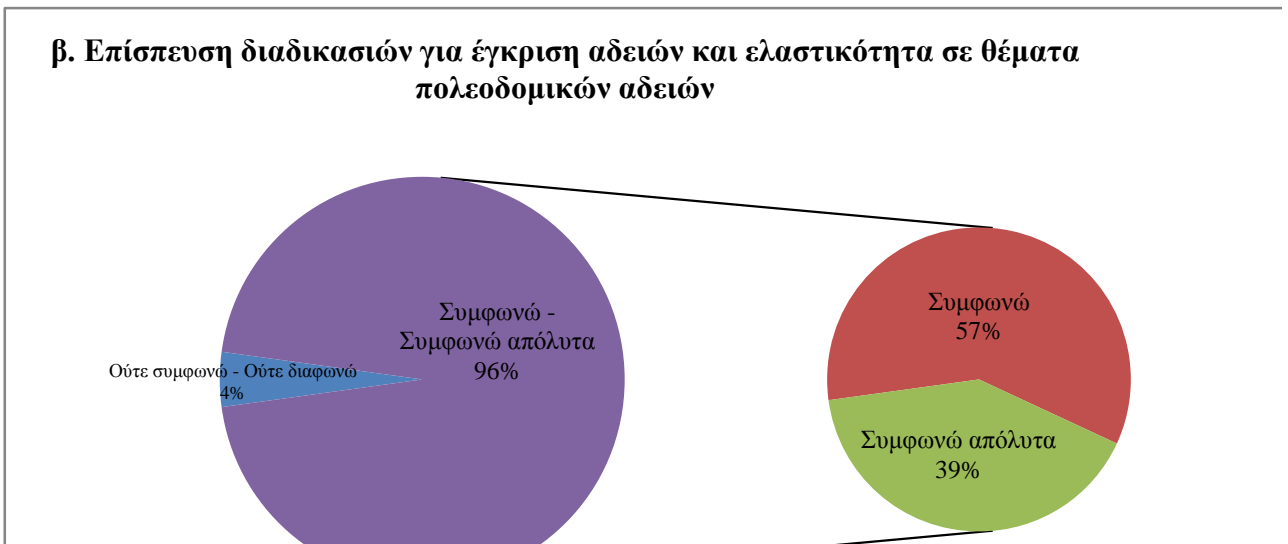 β. Επίσπευση διαδικασιών για έγκριση αδειών και ελαστικότητα σε θέματα
πολεοδομικών αδειών
Συμφωνώ -
Συμφωνώ απόλυτα
96%
Ούτε συμφωνώ - Ούτε διαφωνώ
4%
Συμφωνώ
57%
Συμφωνώ απόλυτα
39%